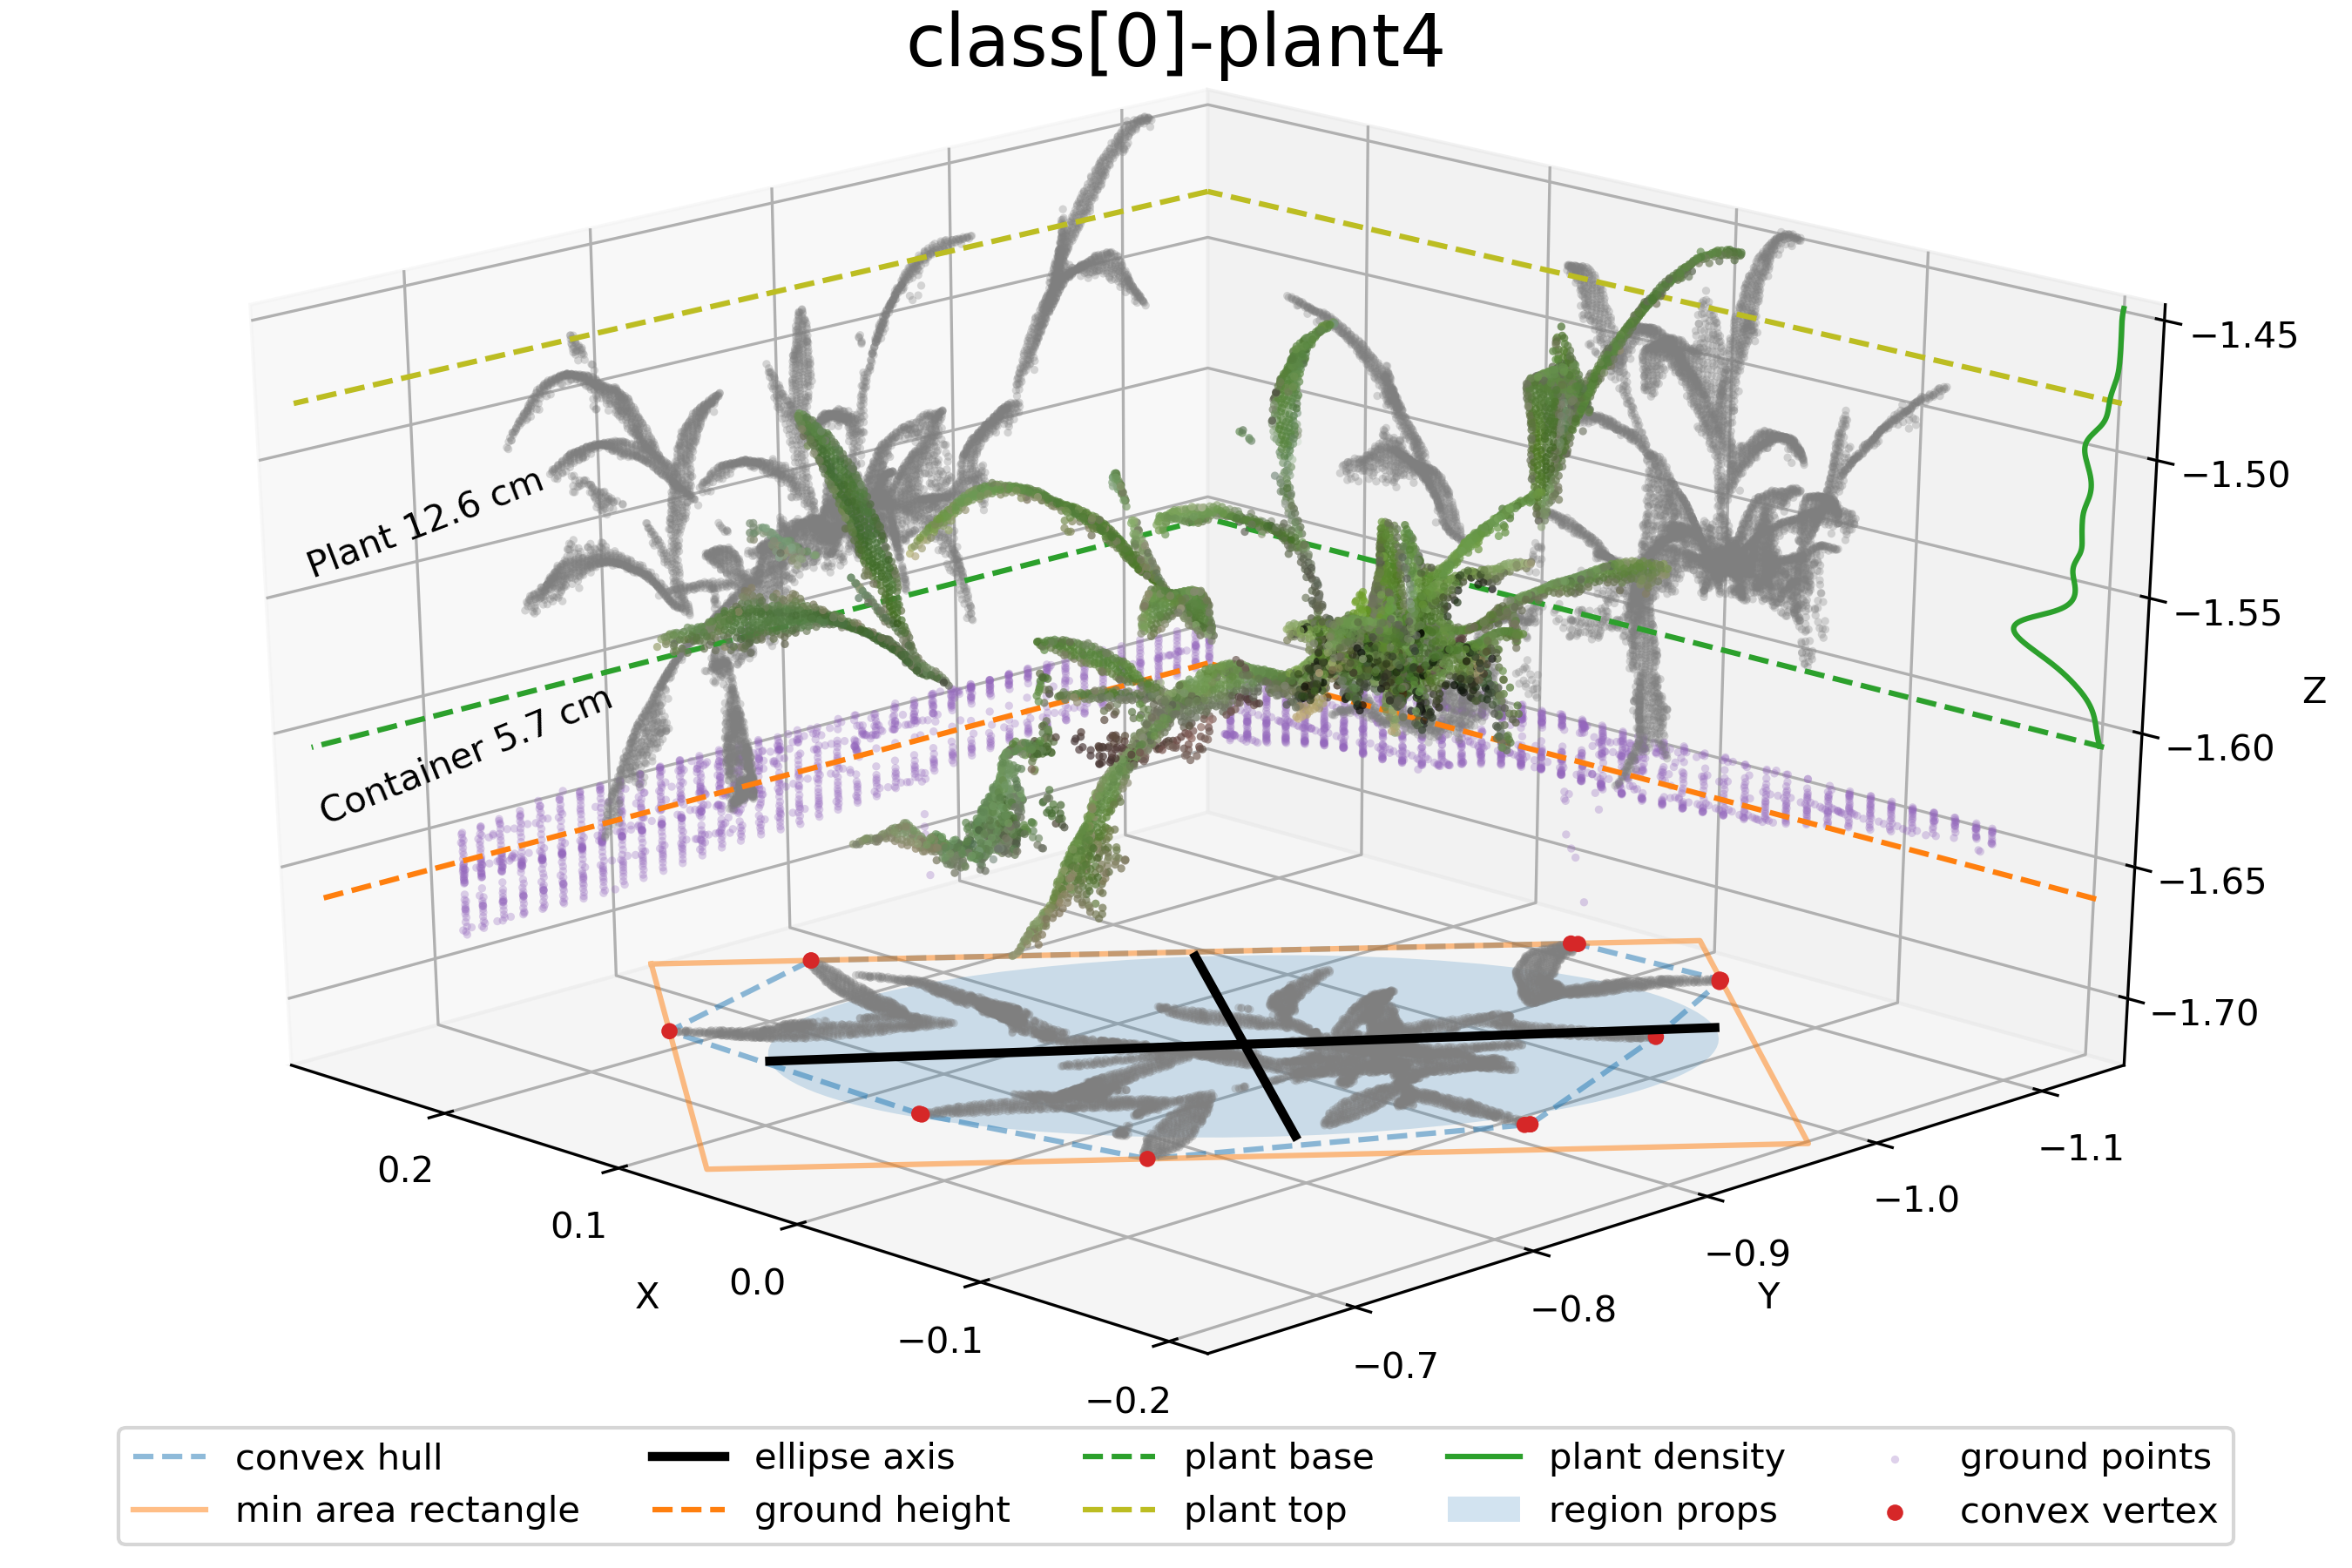 class[0]-plant4
Plant 12.6 cm
Container 5.7 cm
−1.45
−1.50
−1.55
−1.60
−1.65
−1.70
Z
0.2
0.1
0.0
−0.1
−0.2
X
−0.7
−0.8
−0.9
−1.0
−1.1
Y
convex hull
min area rectangle
ellipse axis
ground height
plant base
plant top
plant density
region props
ground points
convex vertex